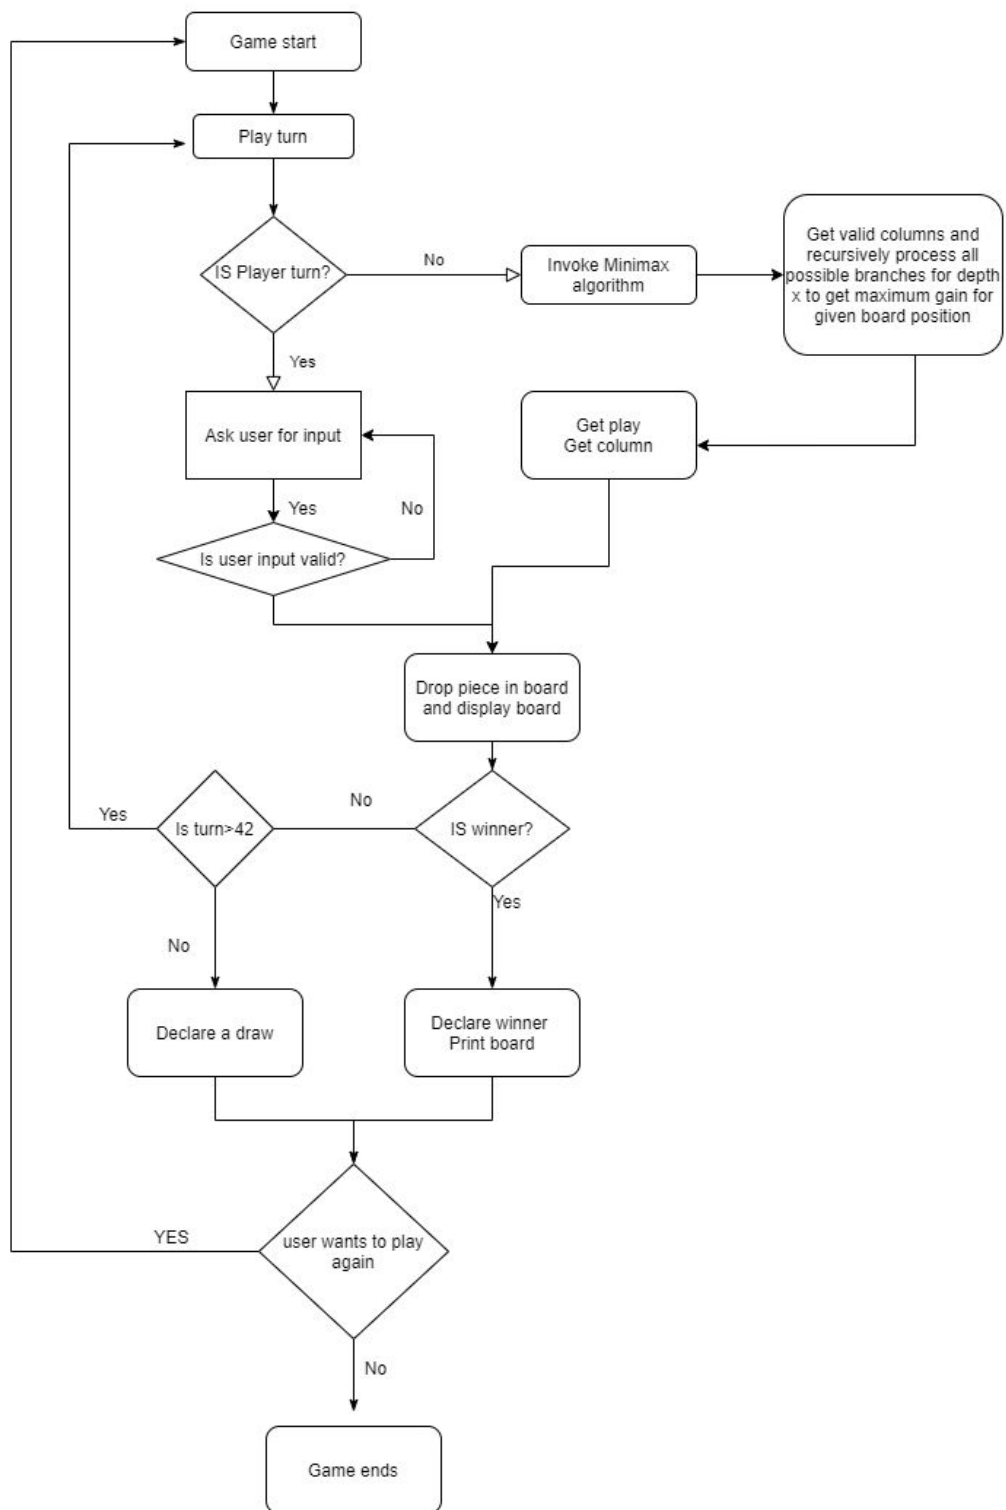 Game start
Play turn
IS Player turn?
No
Invoke Minimax
algorithm
Get valid columns and
recursively process all
possible branches for depth
x to get maximum gain for
given board position
Yes
Ask user for input
Get play
Get column
Yes
No
Is user input valid?
Drop piece in board
and display board
No
Yes
Is turn>42
IS winner?
Yes
No
Declare a draw
Declare winner
Print board
YES
user wants to play
again
No
Game ends